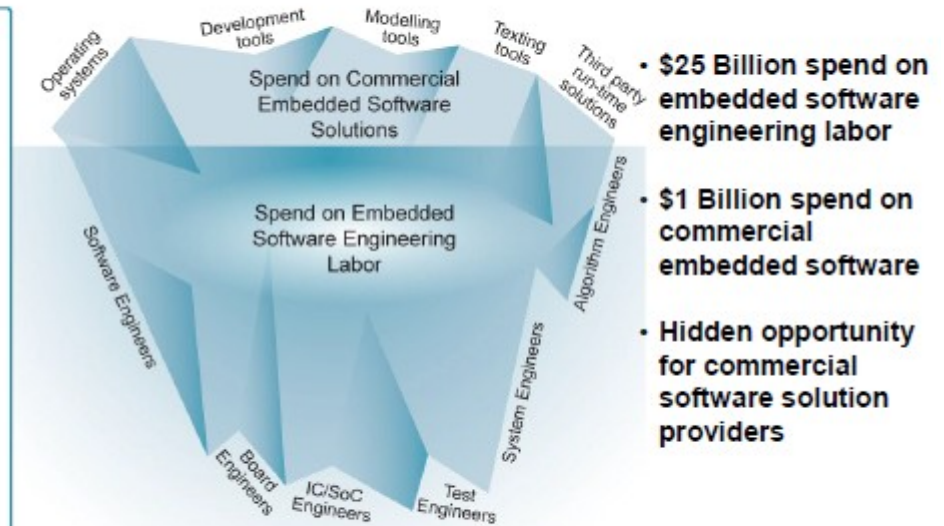 Operating
systems
Development
tools
Modelling
tools
Texting
tools
Third party
run-time
solutions
Spend on Commercial
Embedded Software
Solutions
Spend on Embedded
Software Engineering
Labor
Software Engineers
Board
Engineers
IC/SoC
Engineers
Test
Engineers
System Engineers
Algorithm Engineers
• $25 Billion spend on
embedded software
engineering labor
• $1 Billion spend on
commercial
embedded software
• Hidden opportunity
for commercial
software solution
providers